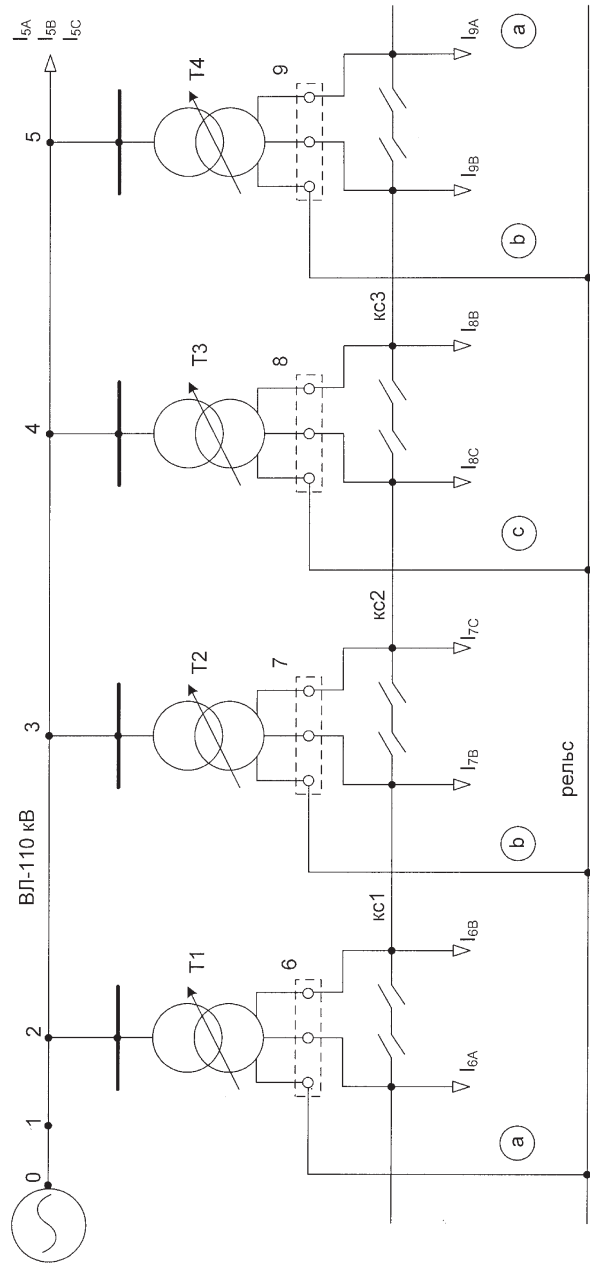 0 1 2 ВЛ-110 кВ 3 4 5
I5A
I5B
I5C
T1 T2 T3 T4
6 7 8 9
кс1 кс2 кс3
I6A I6B I7B I7C I8C I8B I9B I9A
a b c b a
рельс